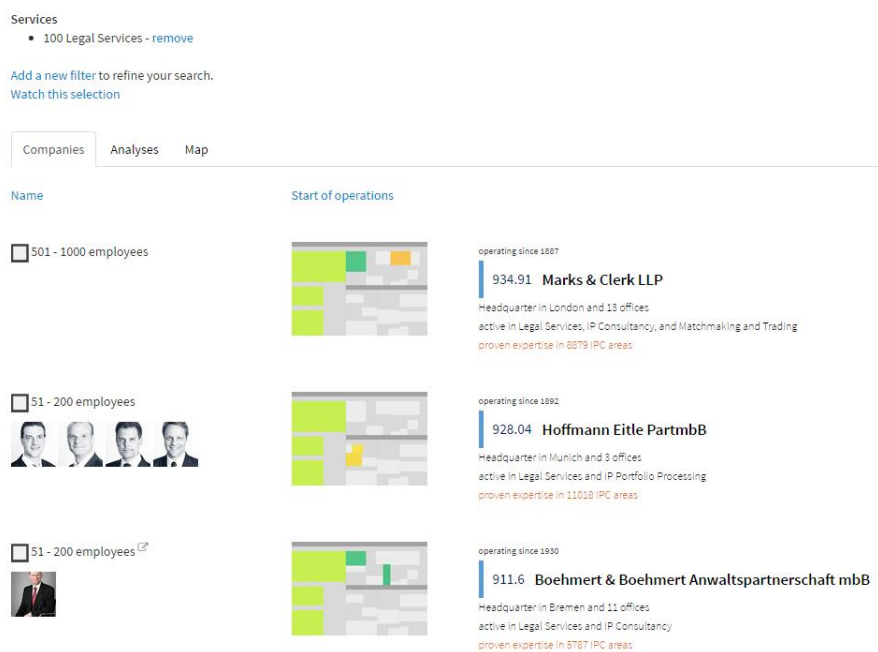 Services
• 100 Legal Services - remove
Add a new filter to refine your search.
Watch this selection
Companies Analyses Map
Name Start of operations
501 - 1000 employees
operating since 1887
934.91 Marks & Clerk LLP
Headquarter in London and 13 offices
active in Legal Services, IP Consultancy, and Matchmaking and Trading
proven expertise in 8879 IPC areas
51 - 200 employees
operating since 1892
928.04 Hoffmann Eitle PartmbB
Headquarter in Munich and 3 offices
active in Legal Services and IP Portfolio Processing
proven expertise in 11018 IPC areas
51 - 200 employees
operating since 1930
911.6 Boehmert & Boehmert Anwaltspartnerschaft mbB
Headquarter in Bremen and 11 offices
active in Legal Services and IP Consultancy
proven expertise in 5787 IPC areas